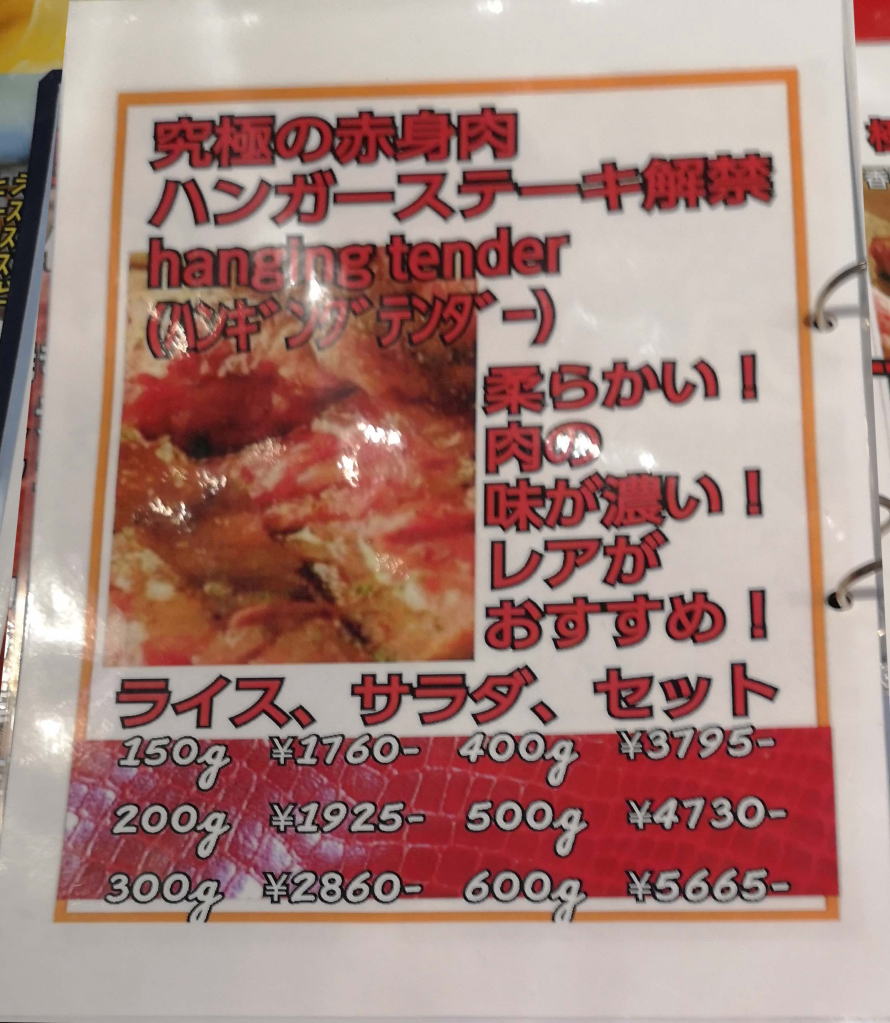 究極の赤身肉
ハンガーステーキ解禁
hanging tender
(ﾊﾝｷﾞﾝｸﾞﾃﾝﾀﾞｰ)
柔らかい！
肉の
味が濃い！
レアが
おすすめ！
ライス、サラダ、セット
150g ¥1760- 400g ¥3795-
200g ¥1925- 500g ¥4730-
300g ¥2860- 600g ¥5665-